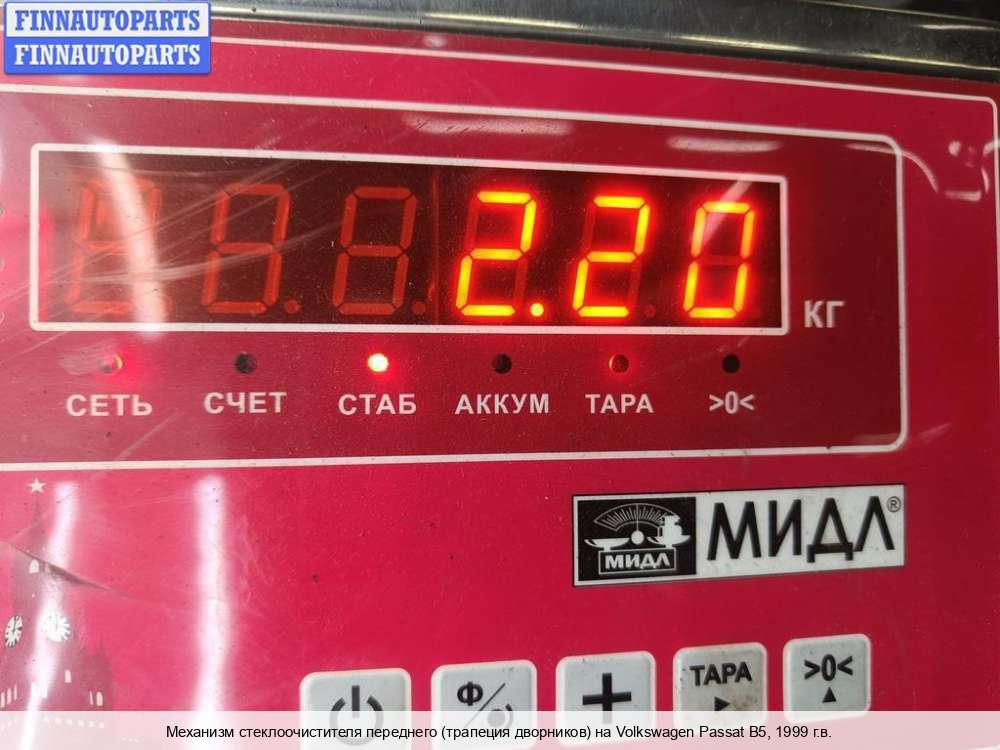 FINNAUTOPARTS
FINNAUTOPARTS
2.20
КГ
СЕТЬ СЧЕТ СТАБ АККУМ ТАРА >0<
МИДЛ
МИДЛ®
Ф/
+
ТАРА
>0<
Механизм стеклоочистителя переднего (трапеция дворников) на Volkswagen Passat B5, 1999 г.в.